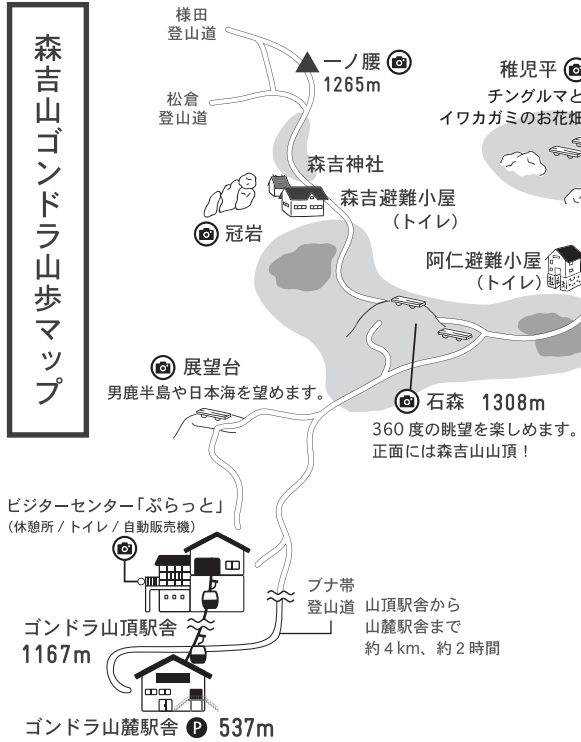 森吉山ゴンドラ山歩マップ
様田
登山道
一ノ腰
1265m
松倉
登山道
稚児平
チングルマと
イワカガミのお花畑
森吉神社
森吉避難小屋
（トイレ）
冠岩
阿仁避難小屋
（トイレ）
展望台
男鹿半島や日本海を望めます。
石森 1308m
360度の眺望を楽しめます。
正面には森吉山山頂！
ビジターセンター「ぷらっと」
（休憩所 / トイレ / 自動販売機）
ブナ帯
登山道
山頂駅舎から
山麓駅舎まで
約４km、約２時間
ゴンドラ山頂駅舎
1167m
ゴンドラ山麓駅舎 P 537m